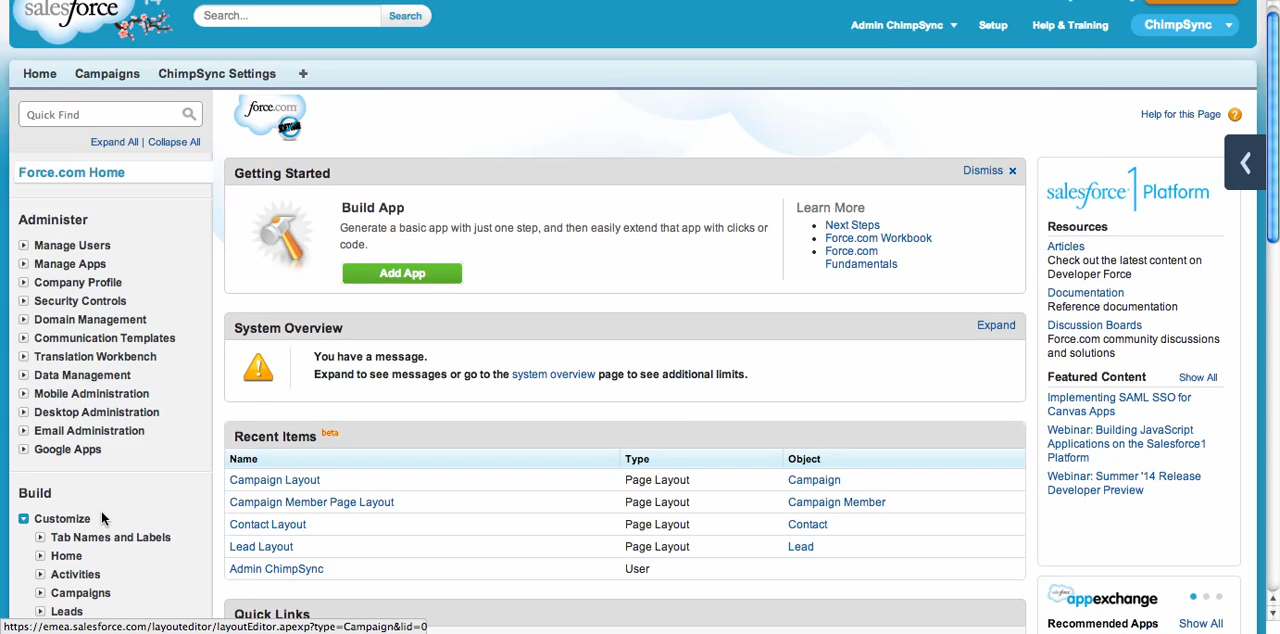 salesforce
Search...
Search
Admin ChimpSync
Setup
Help & Training
ChimpSync
Home
Campaigns
ChimpSync Settings
+
Quick Find
Expand All | Collapse All
Force.com Home
Administer
Manage Users
Manage Apps
Company Profile
Security Controls
Domain Management
Communication Templates
Translation Workbench
Data Management
Mobile Administration
Desktop Administration
Email Administration
Google Apps
Build
Customize
Tab Names and Labels
Home
Activities
Campaigns
Leads
force.com
Help for this Page ?
Getting Started
Dismiss x
Build App
Generate a basic app with just one step, and then easily extend that app with clicks or
code.
Add App
Learn More
Next Steps
Force.com Workbook
Force.com
Fundamentals
System Overview
Expand
You have a message.
Expand to see messages or go to the system overview page to see additional limits.
Recent Items beta
Name Type Object
Campaign Layout Page Layout Campaign
Campaign Member Page Layout Page Layout Campaign Member
Contact Layout Page Layout Contact
Lead Layout Page Layout Lead
Admin ChimpSync User
Quick Links
salesforce1 Platform
Resources
Articles
Check out the latest content on
Developer Force
Documentation
Reference documentation
Discussion Boards
Force.com community discussions
and solutions
Featured Content Show All
Implementing SAML SSO for
Canvas Apps
Webinar: Building JavaScript
Applications on the Salesforce1
Platform
Webinar: Summer '14 Release
Developer Preview
appexchange
Recommended Apps Show All
https://emea.salesforce.com/layouteditor/layoutEditor.apexp?type=Campaign&lid=0